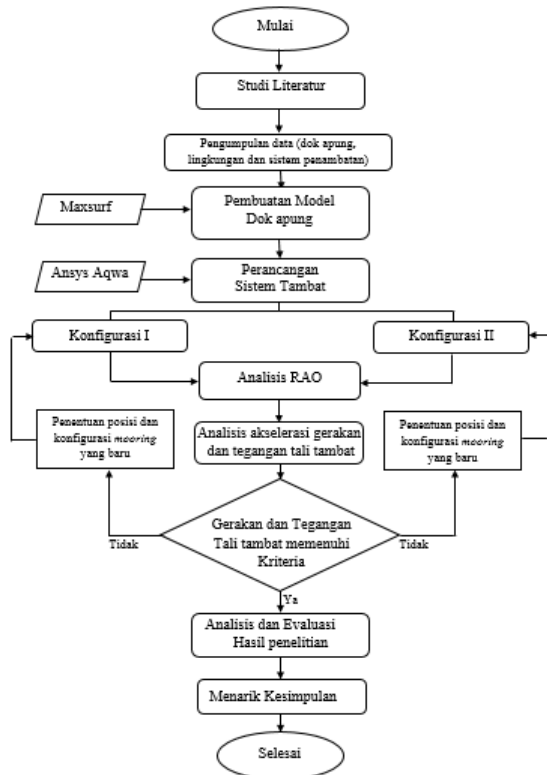 Mulai
Studi Literatur
Pengumpulan data (dok apung,
lingkungan dan sistem penambatan)
Maxsurf
Pembuatan Model
Dok apung
Ansys Aqwa
Perancangan
Sistem Tambat
Konfigurasi I
Konfigurasi II
Analisis RAO
Penentuan posisi dan
konfigurasi mooring
yang baru
Analisis akselerasi gerakan
dan tegangan tali tambat
Penentuan posisi dan
konfigurasi mooring
yang baru
Gerakan dan Tegangan
Tali tambat memenuhi
Kriteria
Tidak
Tidak
Ya
Analisis dan Evaluasi
Hasil penelitian
Menarik Kesimpulan
Selesai